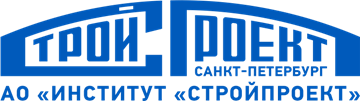 СТРОЙПРОЕКТ
САНКТ-ПЕТЕРБУРГ
АО «ИНСТИТУТ «СТРОЙПРОЕКТ»